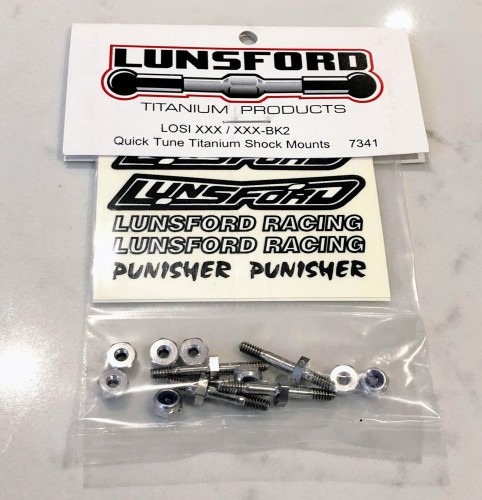 LUNSFORD
TITANIUM PRODUCTS
LOSI XXX / XXX-BK2
Quick Tune Titanium Shock Mounts 7341
LUNSFORD
LUNSFORD
LUNSFORD RACING
LUNSFORD RACING
PUNISHER PUNISHER